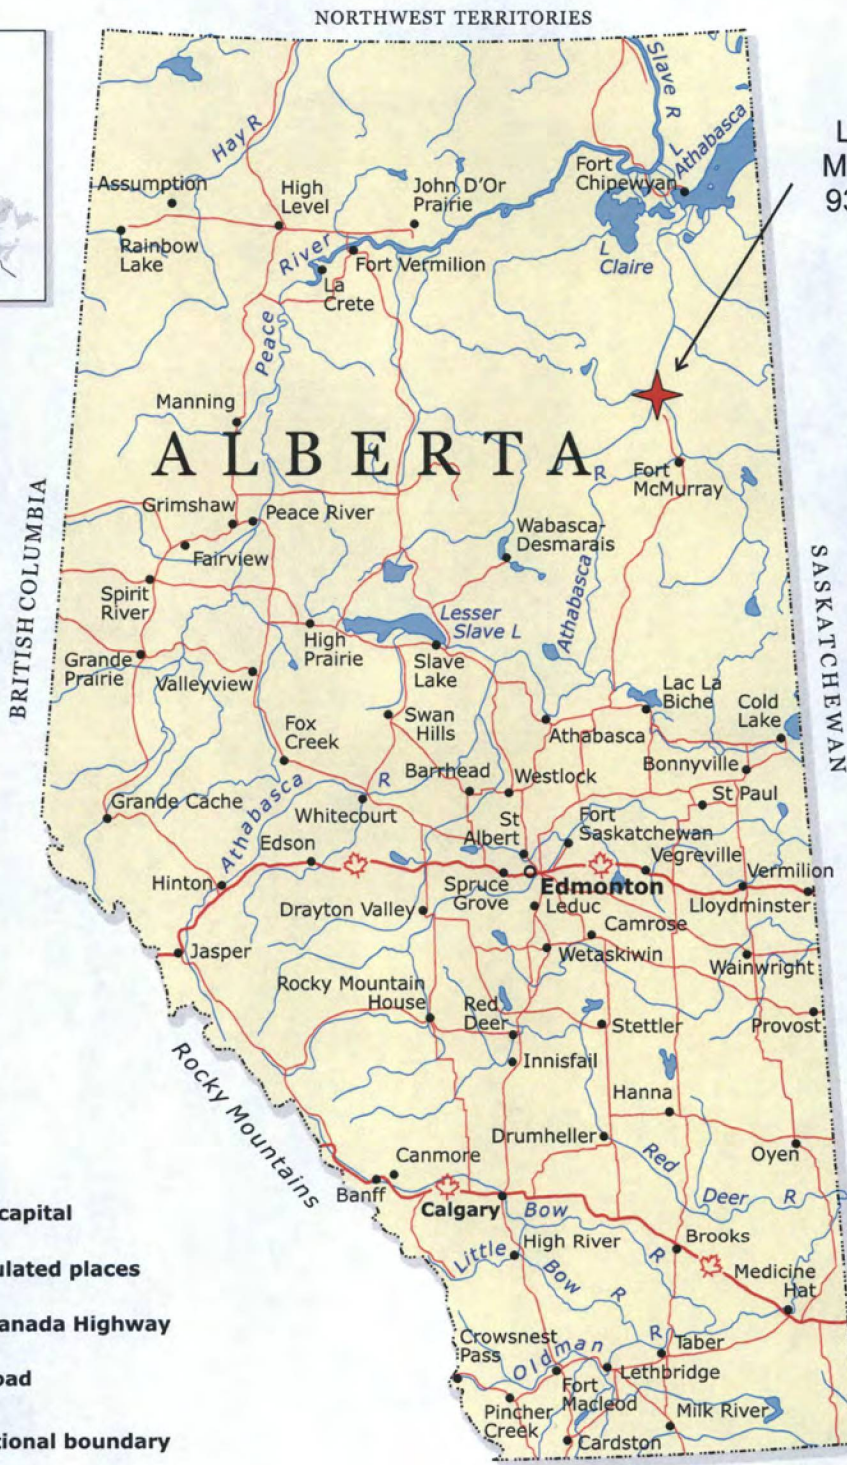 NORTHWEST TERRITORIES
Slave R
L Athabasca
Hay R
Assumption
High
Level
John D'Or
Prairie
Fort
Chipewyan
Rainbow
Lake
River
Fort Vermilion
L
Claire
La
Crete
Peace
Manning
ALBERTA
R
Fort
McMurray
BRITISH COLUMBIA
SASKATCHEWAN
Grimshaw
Peace River
Wabasca-
Desmarais
Fairview
Athabasca
Spirit
River
Lesser
Slave L
High
Prairie
Grande
Prairie
Valleyview
Slave
Lake
Lac La
Biche
Cold
Lake
Swan
Hills
Fox
Creek
Athabasca
Bonnyville
Barrhead
Westlock
R
St Paul
Grande Cache
Athabasca
Whitecourt
St
Albert
Fort
Saskatchewan
Edson
Vegreville
Hinton
Spruce
Grove
Edmonton
Vermilion
Drayton Valley
Leduc
Lloydminster
Camrose
Jasper
Wetaskiwin
Wainwright
Rocky Mountain
House
Red
Deer
Stettler
Provost
Innisfail
Rocky Mountains
Hanna
Drumheller
Red Deer R
Oyen
Canmore
Banff
Calgary
Bow R
High River
Little Bow R
Brooks
Medicine
Hat
Crowsnest
Pass
Oldman R
Taber
Lethbridge
Fort
Macleod
Pincher
Creek
Milk River
Cardston
capital
places
Highway
boundary